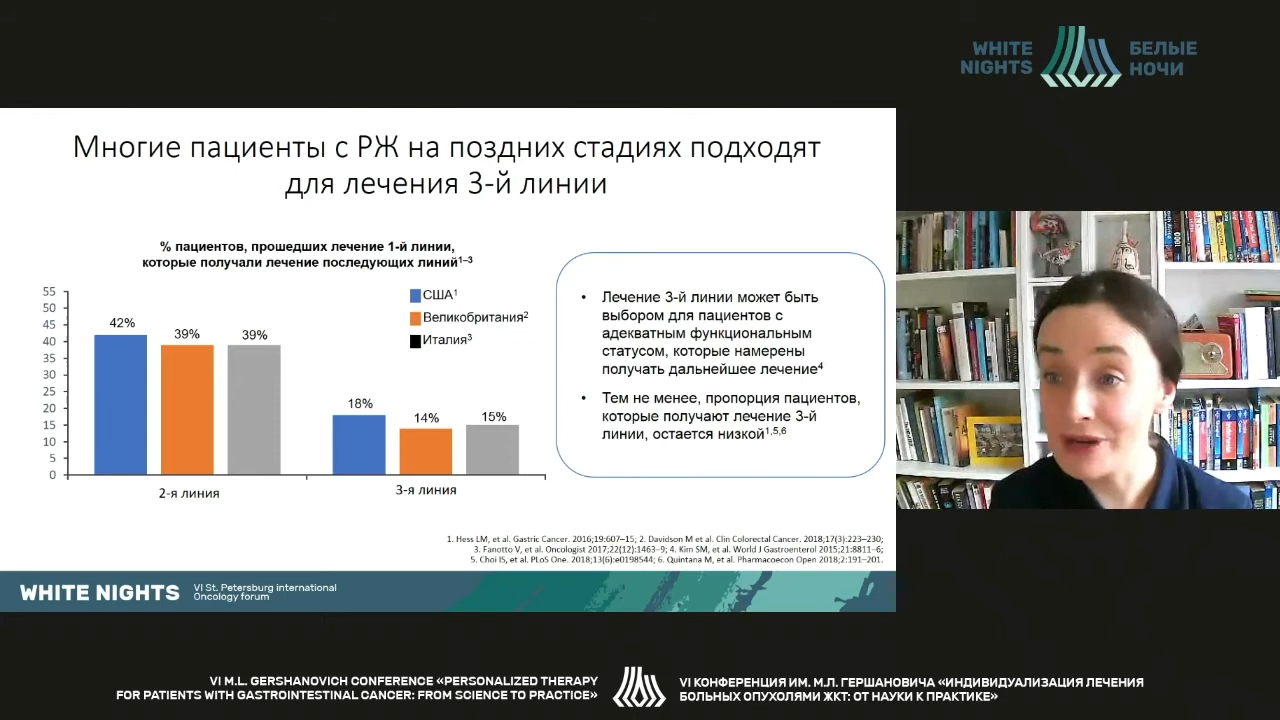 WHITE
NIGHTS
БЕЛЫЕ
НОЧИ
Многие пациенты с РЖ на поздних стадиях подходят
для лечения 3-й линии
% пациентов, прошедших лечение 1-й линии,
которые получали лечение последующих линий¹⁻³
55
50
45
40
35
30
25
20
15
10
5
0
42%
39%
39%
18%
14%
15%
2-я линия
3-я линия
США¹
Великобритания²
Италия³
• Лечение 3-й линии может быть
выбором для пациентов с
адекватным функциональным
статусом, которые намерены
получать дальнейшее лечение⁴
• Тем не менее, пропорция пациентов,
которые получают лечение 3-й
линии, остается низкой¹,⁵,⁶
1. Hess LM, et al. Gastric Cancer. 2016;19:607–15; 2. Davidson M et al. Clin Colorectal Cancer. 2018;17(3):223–230;
3. Fanotto V, et al. Oncologist 2017;22(12):1463–9; 4. Kim SM, et al. World J Gastroenterol 2015;21:8811–6;
5. Choi IS, et al. PLoS One. 2018;13(6):e0198544; 6. Quintana M, et al. Pharmacoecon Open 2018;2:191–201.
WHITE NIGHTS
VI St. Petersburg international
Oncology forum
VI M.L. GERSHANOVICH CONFERENCE «PERSONALIZED THERAPY
FOR PATIENTS WITH GASTROINTESTINAL CANCER: FROM SCIENCE TO PRACTICE»
VI КОНФЕРЕНЦИЯ ИМ. М.Л. ГЕРШАНОВИЧА «ИНДИВИДУАЛИЗАЦИЯ ЛЕЧЕНИЯ
БОЛЬНЫХ ОПУХОЛЯМИ ЖКТ: ОТ НАУКИ К ПРАКТИКЕ»